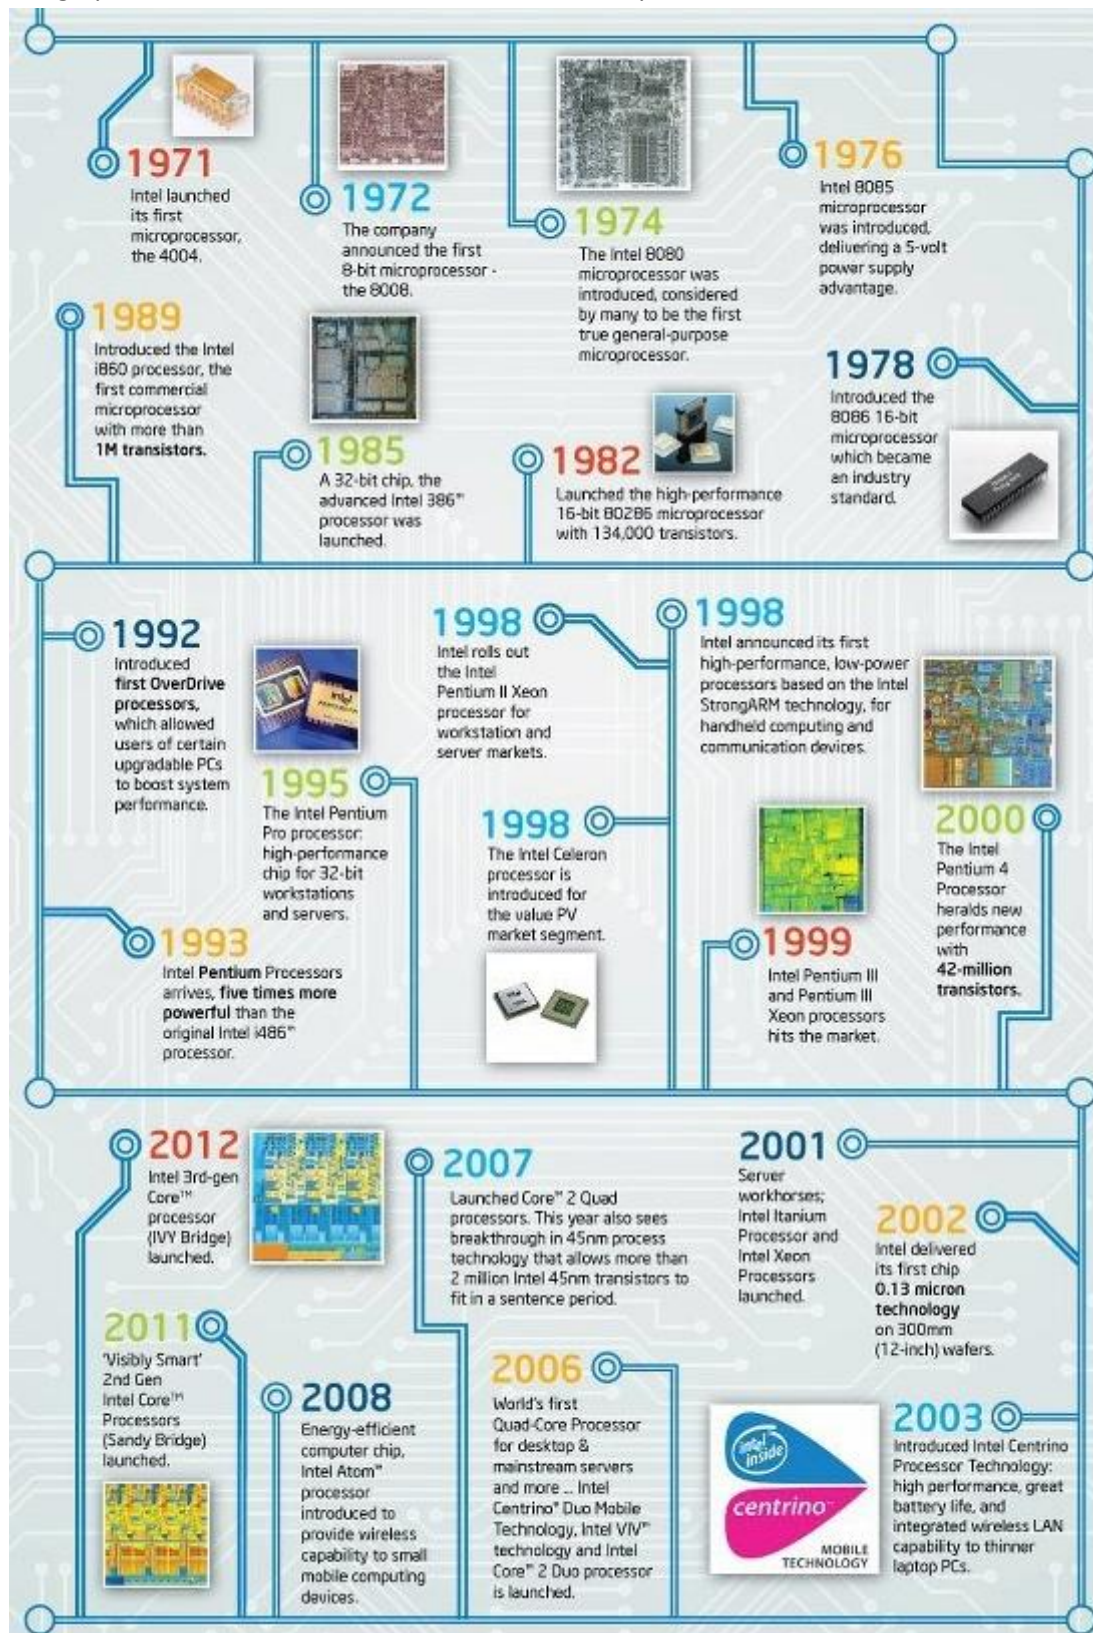 1971
Intel launched
its first
microprocessor,
the 4004.
1972
The company
announced the first
8-bit microprocessor -
the 8008.
1974
The Intel 8080
microprocessor was
introduced, considered
by many to be the first
true general-purpose
microprocessor.
1976
Intel 8085
microprocessor
was introduced,
delivering a 5-volt
power supply
advantage.
1978
Introduced the
8086 16-bit
microprocessor
which became
an industry
standard.
1982
Launched the high-performance
16-bit 80286 microprocessor
with 134,000 transistors.
1985
A 32-bit chip, the
advanced Intel 386™
processor was
launched.
1989
Introduced the Intel
i860 processor, the
first commercial
microprocessor
with more than
1M transistors.
1992
Introduced
first OverDrive
processors,
which allowed
users of certain
upgradable PCs
to boost system
performance.
1993
Intel Pentium Processors
arrives, five times more
powerful than the
original Intel i486™
processor.
intel
1995
The Intel Pentium
Pro processor:
high-performance
chip for 32-bit
workstations
and servers.
1998
Intel rolls out
the Intel
Pentium II Xeon
processor for
workstation and
server markets.
1998
The Intel Celeron
processor is
introduced for
the value PV
market segment.
1998
Intel announced its first
high-performance, low-power
processors based on the Intel
StrongARM technology, for
handheld computing and
communication devices.
1999
Intel Pentium III
and Pentium III
Xeon processors
hits the market.
2000
The Intel
Pentium 4
Processor
heralds new
performance
with
42-million
transistors.
2001
Server
workhorses;
Intel Itanium
Processor and
Intel Xeon
Processors
launched.
2002
Intel delivered
its first chip
0.13 micron
technology
on 300mm
(12-inch) wafers.
2003
Introduced Intel Centrino
Processor Technology:
high performance, great
battery life, and
integrated wireless LAN
capability to thinner
laptop PCs.
intel
inside
centrino™
MOBILE
TECHNOLOGY
2006
World's first
Quad-Core Processor
for desktop &
mainstream servers
and more ... Intel
Centrino® Duo Mobile
Technology, Intel VIV™
technology and Intel
Core™ 2 Duo processor
is launched.
2007
Launched Core™ 2 Quad
processors. This year also sees
breakthrough in 45nm process
technology that allows more than
2 million Intel 45nm transistors to
fit in a sentence period.
2008
Energy-efficient
computer chip,
Intel Atom™
processor
introduced to
provide wireless
capability to small
mobile computing
devices.
2011
'Visibly Smart'
2nd Gen
Intel Core™
Processors
(Sandy Bridge)
launched.
2012
Intel 3rd-gen
Core™
processor
(IVY Bridge)
launched.